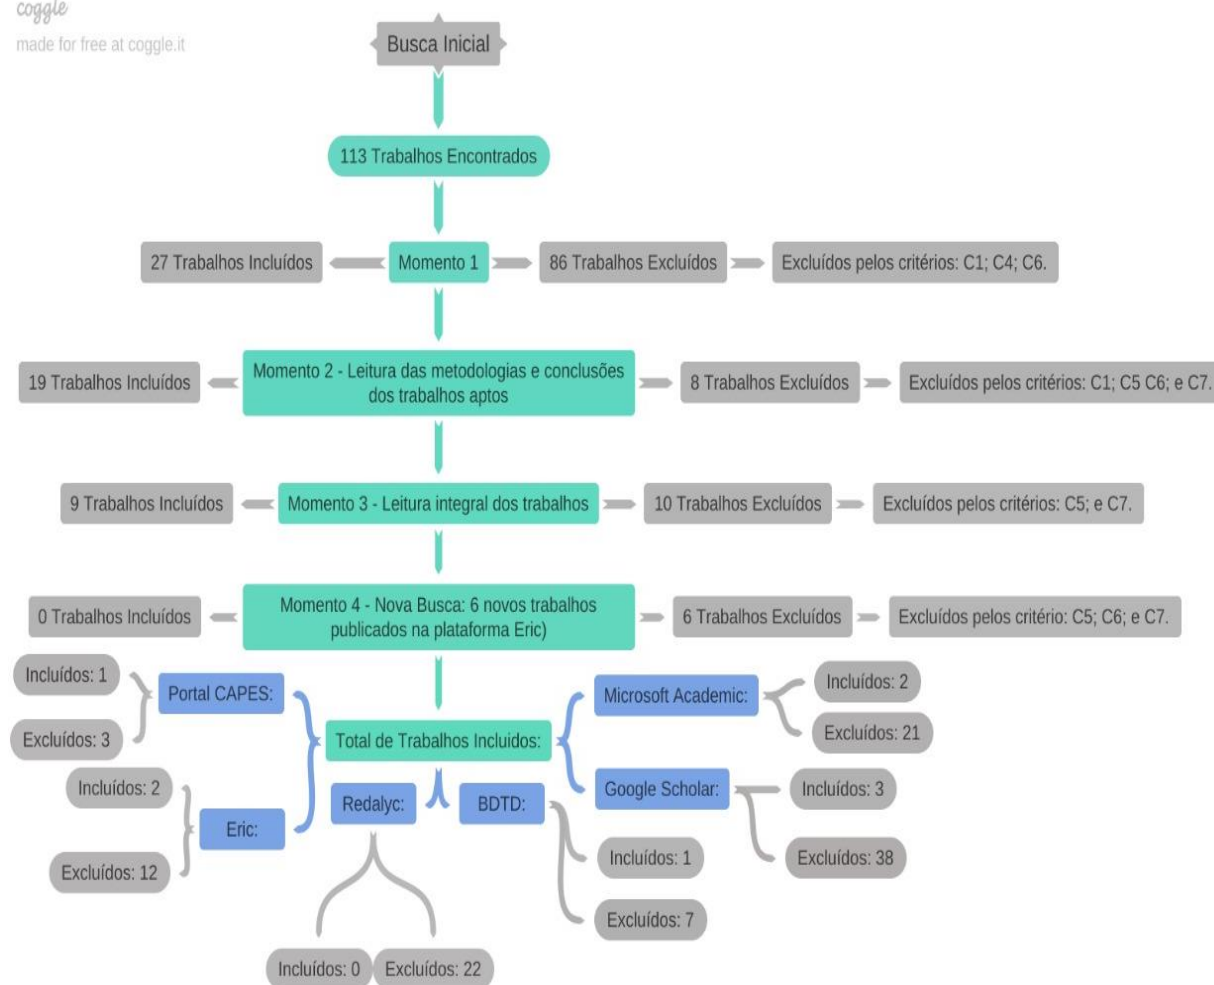 coggle
made for free at coggle.it
Busca Inicial
113 Trabalhos Encontrados
27 Trabalhos Incluídos
Momento 1
86 Trabalhos Excluídos
Excluídos pelos critérios: C1; C4; C6.
19 Trabalhos Incluídos
Momento 2 - Leitura das metodologias e conclusões
dos trabalhos aptos
8 Trabalhos Excluídos
Excluídos pelos critérios: C1; C5 C6; e C7.
9 Trabalhos Incluídos
Momento 3 - Leitura integral dos trabalhos
10 Trabalhos Excluídos
Excluídos pelos critérios: C5; e C7.
0 Trabalhos Incluídos
Momento 4 - Nova Busca: 6 novos trabalhos
publicados na plataforma Eric)
6 Trabalhos Excluídos
Excluídos pelos critério: C5; C6; e C7.
Incluídos: 1
Portal CAPES:
Excluídos: 3
Microsoft Academic:
Incluídos: 2
Excluídos: 21
Total de Trabalhos Incluidos:
Incluídos: 2
Eric:
Excluídos: 12
Redalyc:
BDTD:
Google Scholar:
Incluídos: 3
Excluídos: 38
Incluídos: 1
Excluídos: 7
Incluídos: 0
Excluídos: 22